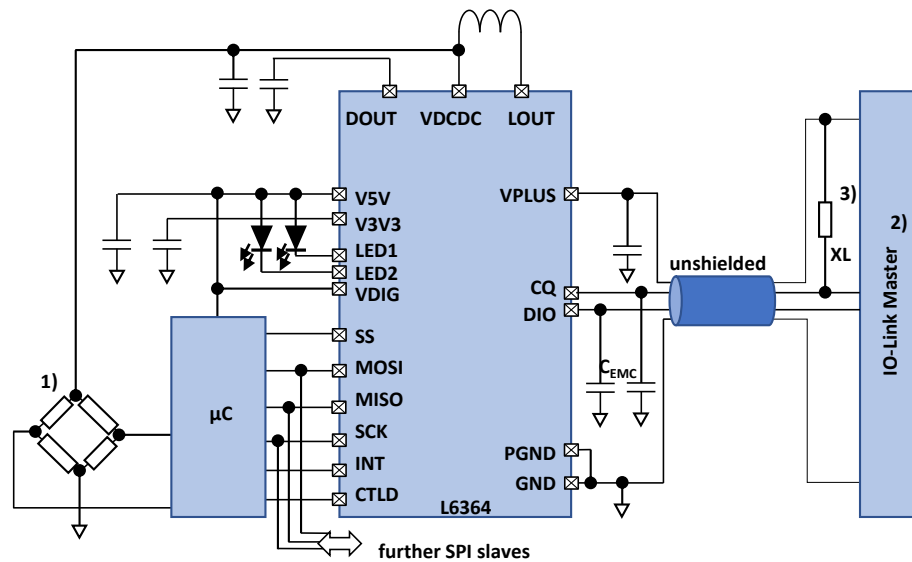 DOUT VDCDC LOUT
V5V
V3V3
LED1
LED2
VDIG
SS
MOSI
MISO
SCK
INT
CTLD
VPLUS
CQ
DIO
PGND
GND
L6364
µC
1)
CEMC
unshielded
3)
XL
2)
IO-Link Master
further SPI slaves